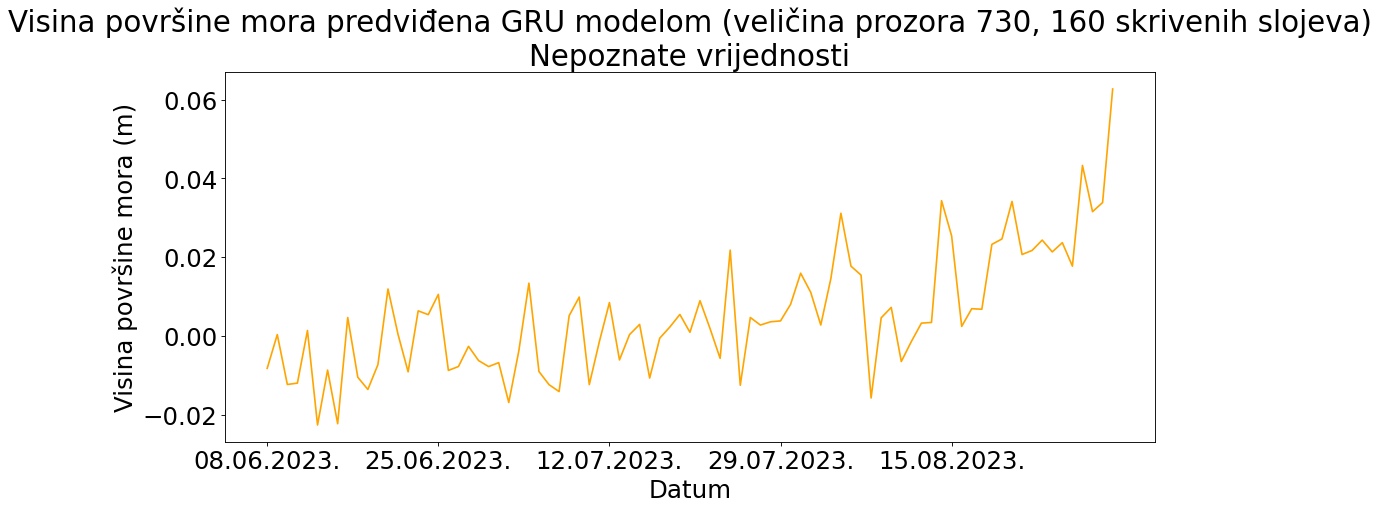 Visina površine mora predviđena GRU modelom (veličina prozora 730, 160 skrivenih slojeva)
Nepoznate vrijednosti
Visina površine mora (m)
0.06
0.04
0.02
0.00
−0.02
08.06.2023. 25.06.2023. 12.07.2023. 29.07.2023. 15.08.2023.
Datum